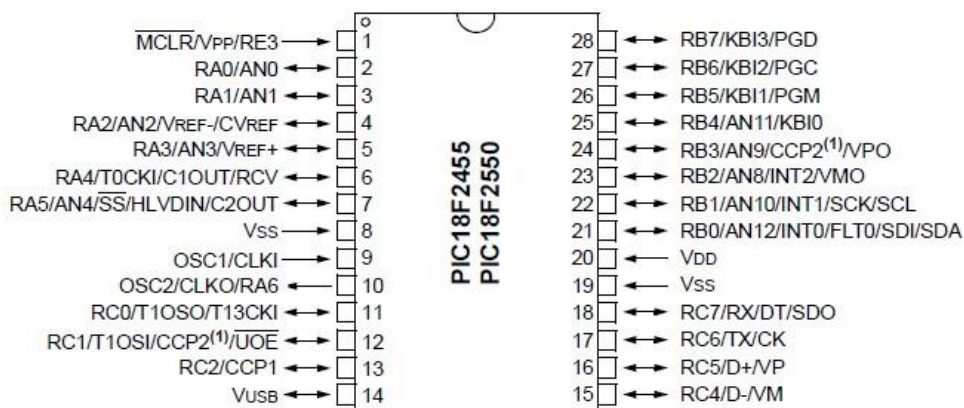 MCLR/VPP/RE3 1
RA0/AN0 2
RA1/AN1 3
RA2/AN2/VREF-/CVREF 4
RA3/AN3/VREF+ 5
RA4/T0CKI/C1OUT/RCV 6
RA5/AN4/SS/HLVDIN/C2OUT 7
VSS 8
OSC1/CLKI 9
OSC2/CLKO/RA6 10
RC0/T1OSO/T13CKI 11
RC1/T1OSI/CCP2(1)/UOE 12
RC2/CCP1 13
VUSB 14
PIC18F2455
PIC18F2550
28 RB7/KBI3/PGD
27 RB6/KBI2/PGC
26 RB5/KBI1/PGM
25 RB4/AN11/KBI0
24 RB3/AN9/CCP2(1)/VPO
23 RB2/AN8/INT2/VMO
22 RB1/AN10/INT1/SCK/SCL
21 RB0/AN12/INT0/FLT0/SDI/SDA
20 VDD
19 VSS
18 RC7/RX/DT/SDO
17 RC6/TX/CK
16 RC5/D+/VP
15 RC4/D-/VM